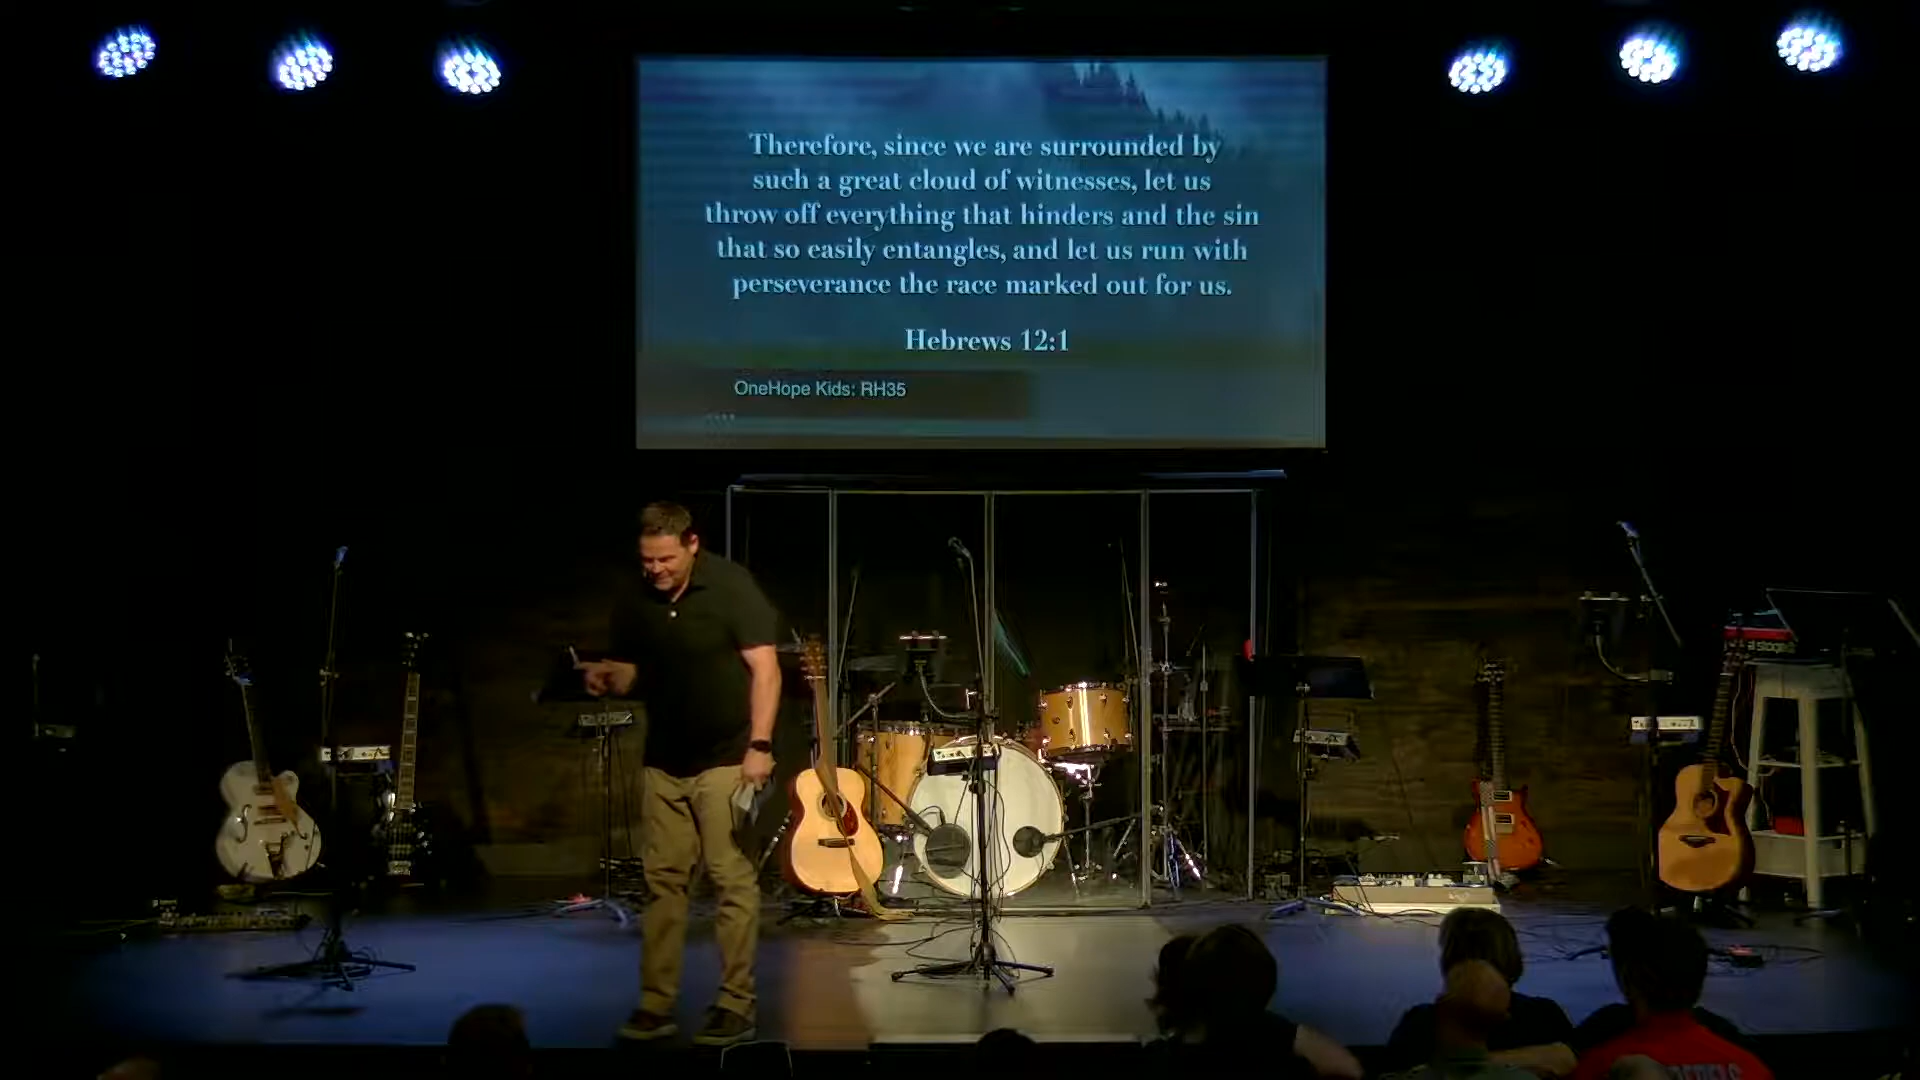 Therefore, since we are surrounded by
such a great cloud of witnesses, let us
throw off everything that hinders and the sin
that so easily entangles, and let us run with
perseverance the race marked out for us.
Hebrews 12:1
OneHope Kids: RH35